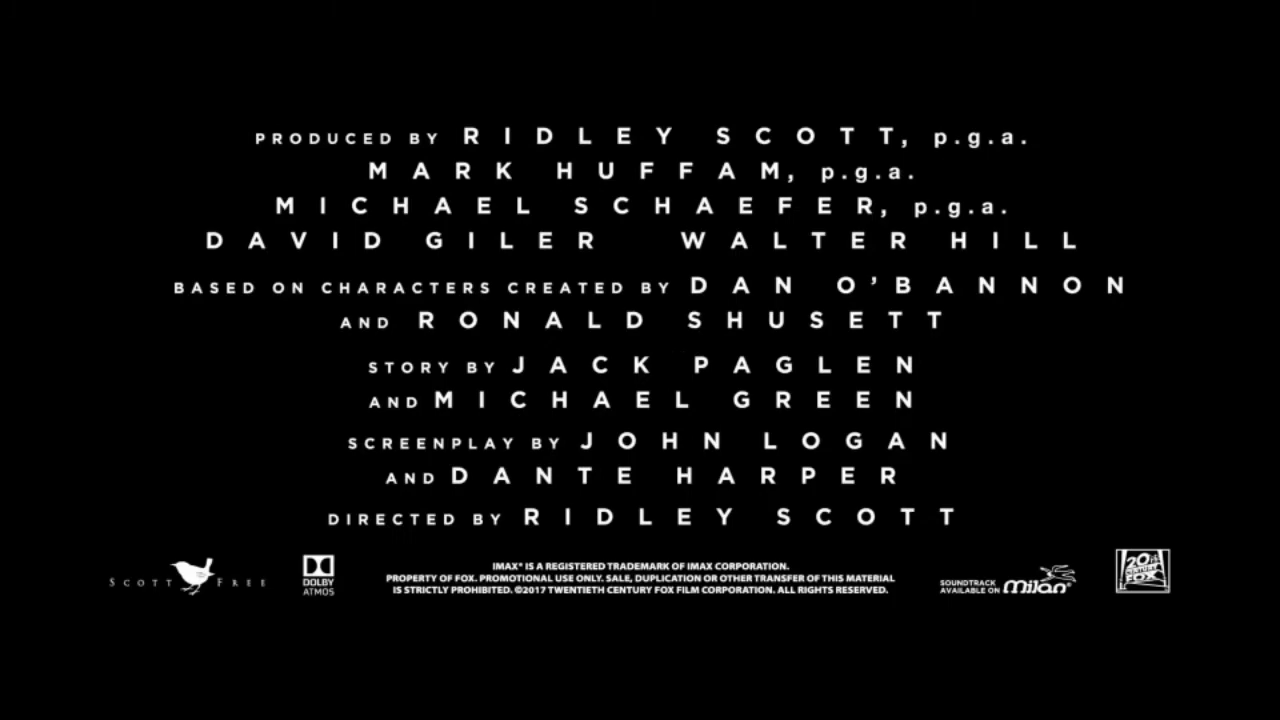 PRODUCED BY RIDLEY SCOTT, p.g.a.
MARK HUFFAM, p.g.a.
MICHAEL SCHAEFER, p.g.a.
DAVID GILER WALTER HILL
BASED ON CHARACTERS CREATED BY DAN O'BANNON
AND RONALD SHUSETT
STORY BY JACK PAGLEN
AND MICHAEL GREEN
SCREENPLAY BY JOHN LOGAN
AND DANTE HARPER
DIRECTED BY RIDLEY SCOTT
SCOTT FREE
DOLBY
ATMOS
IMAX® IS A REGISTERED TRADEMARK OF IMAX CORPORATION.
PROPERTY OF FOX. PROMOTIONAL USE ONLY. SALE, DUPLICATION OR OTHER TRANSFER OF THIS MATERIAL
IS STRICTLY PROHIBITED. ©2017 TWENTIETH CENTURY FOX FILM CORPORATION. ALL RIGHTS RESERVED.
SOUNDTRACK
AVAILABLE ON milan®
20th
CENTURY
FOX